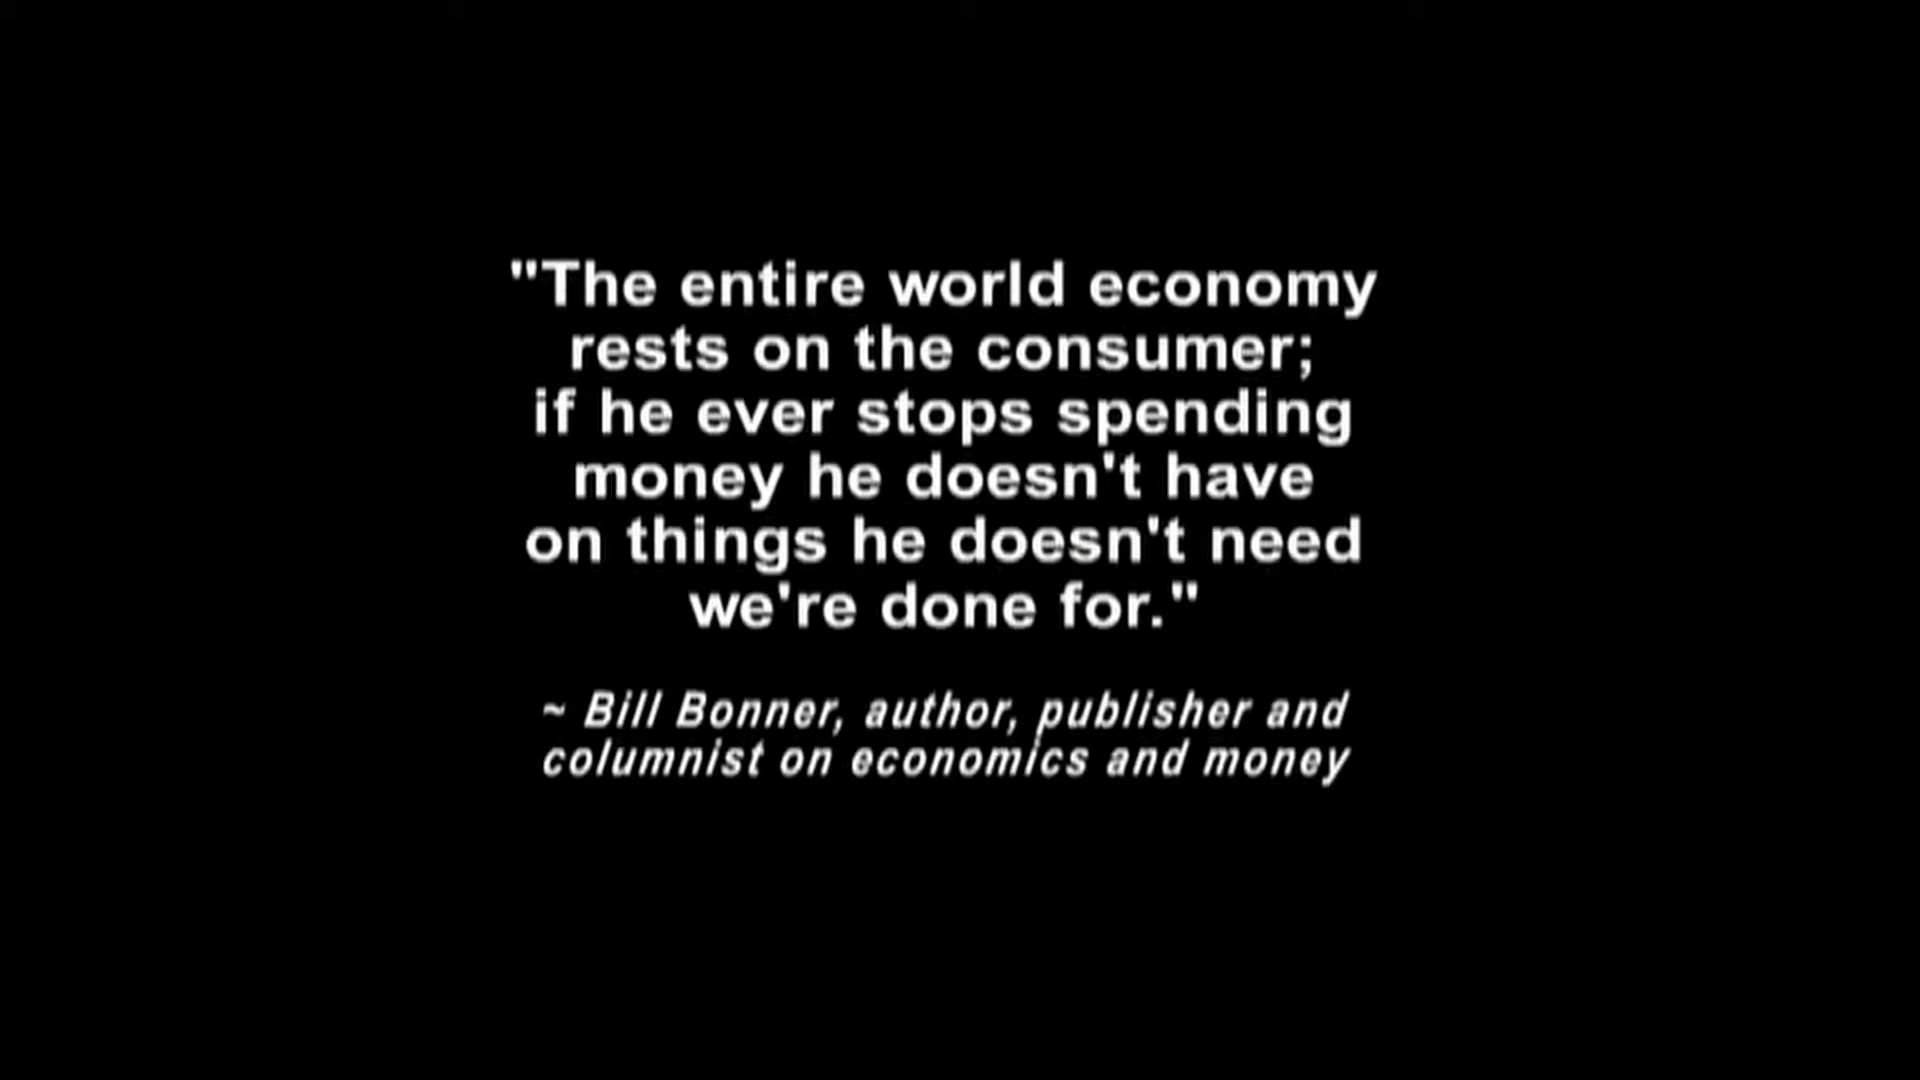 "The entire world economy
rests on the consumer;
if he ever stops spending
money he doesn't have
on things he doesn't need
we're done for."
~ Bill Bonner, author, publisher and
columnist on economics and money